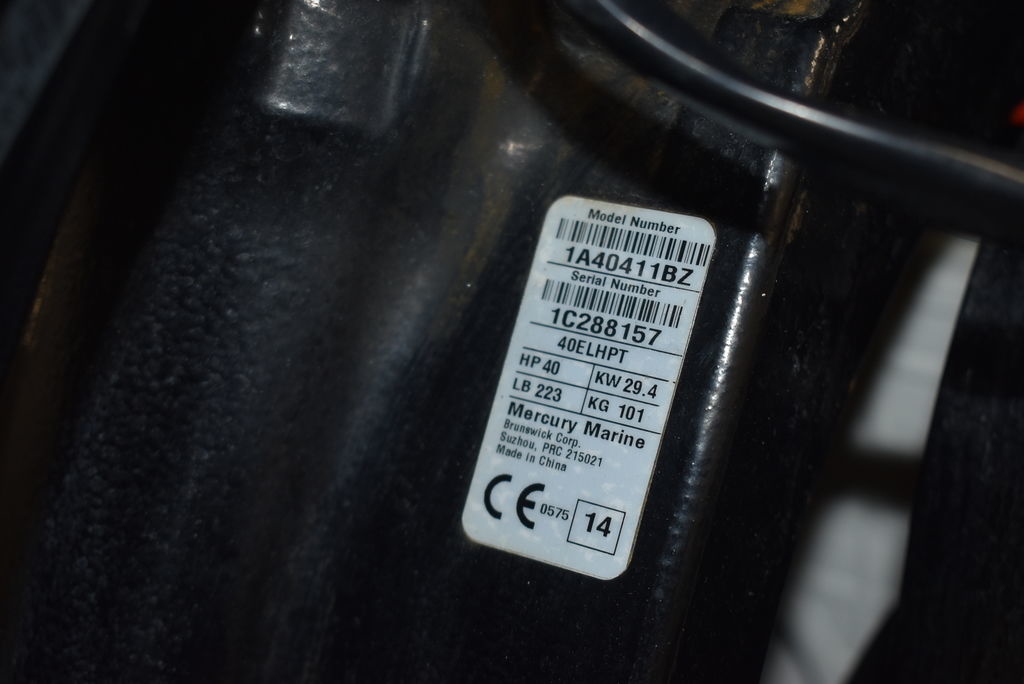 Model Number
1A40411BZ
Serial Number
1C288157
40ELHPT
HP 40 KW 29.4
LB 223 KG 101
Mercury Marine
Brunswick Corp.
Suzhou, PRC 215021
Made in China
CE 0575 14